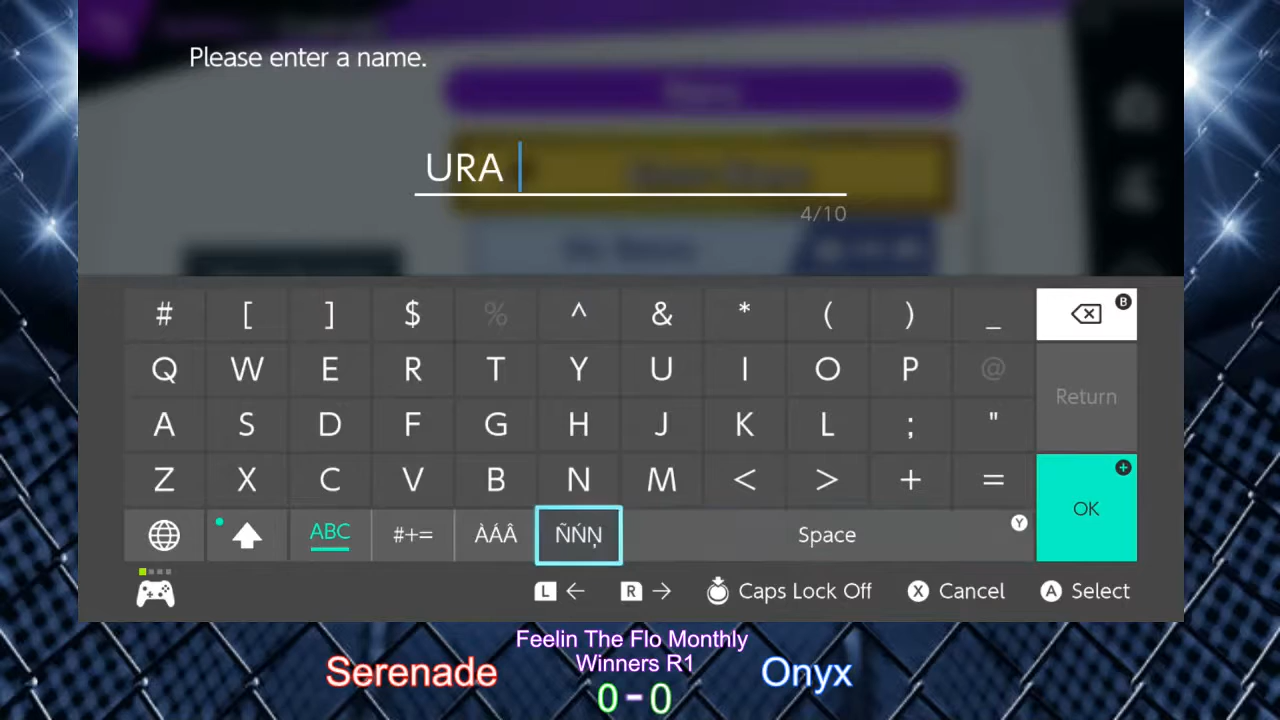 Please enter a name.
URA
4/10
# [ ] $ % ^ & * ( ) _ B
Q W E R T Y U I O P @ Return
A S D F G H J K L ; "
Z X C V B N M < > + = OK +
ABC #+= ÀÁÂ ÑŃŅ Space Y
L ← R → Caps Lock Off X Cancel A Select
Feelin The Flo Monthly
Winners R1
Serenade 0 - 0 Onyx